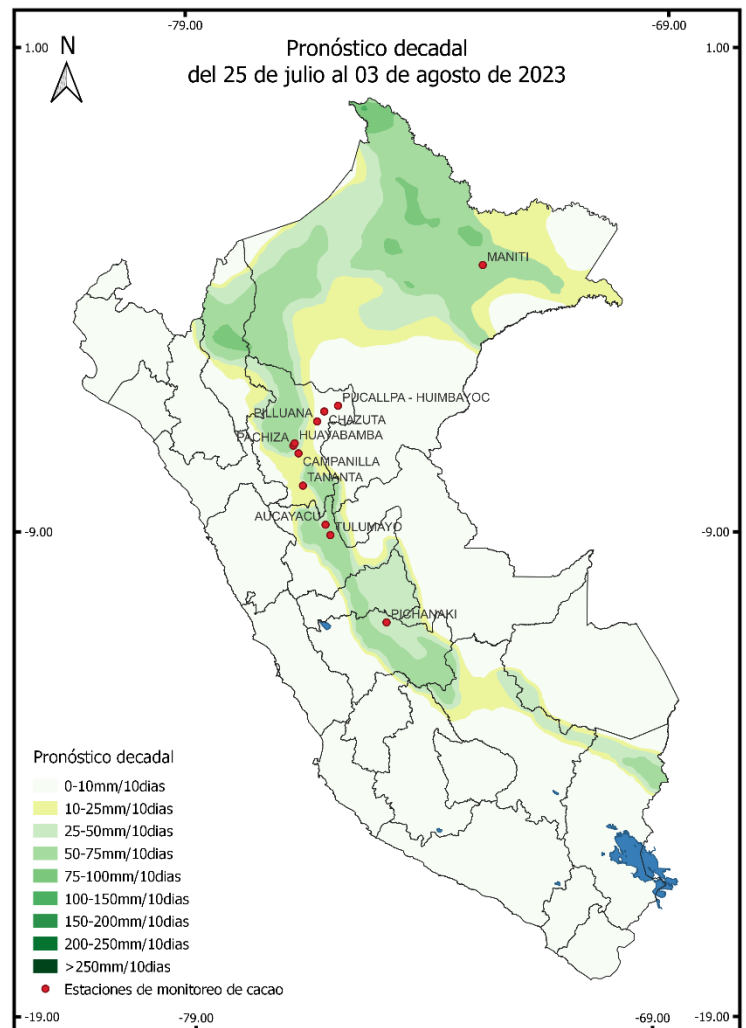 -79.00
-69.00
1.00
1.00
N
Pronóstico decadal
del 25 de julio al 03 de agosto de 2023
MANITI
PUCALLPA - HUIMBAYOC
PILLUANA
CHAZUTA
PACHIZA
HUAYABAMBA
CAMPANILLA
TANANTA
AUCAYACU
TULUMAYO
-9.00
-9.00
PICHANAKI
Pronóstico decadal
0-10mm/10dias
10-25mm/10dias
25-50mm/10dias
50-75mm/10dias
75-100mm/10dias
100-150mm/10dias
150-200mm/10dias
200-250mm/10dias
>250mm/10dias
Estaciones de monitoreo de cacao
-19.00
-19.00
-79.00
-69.00